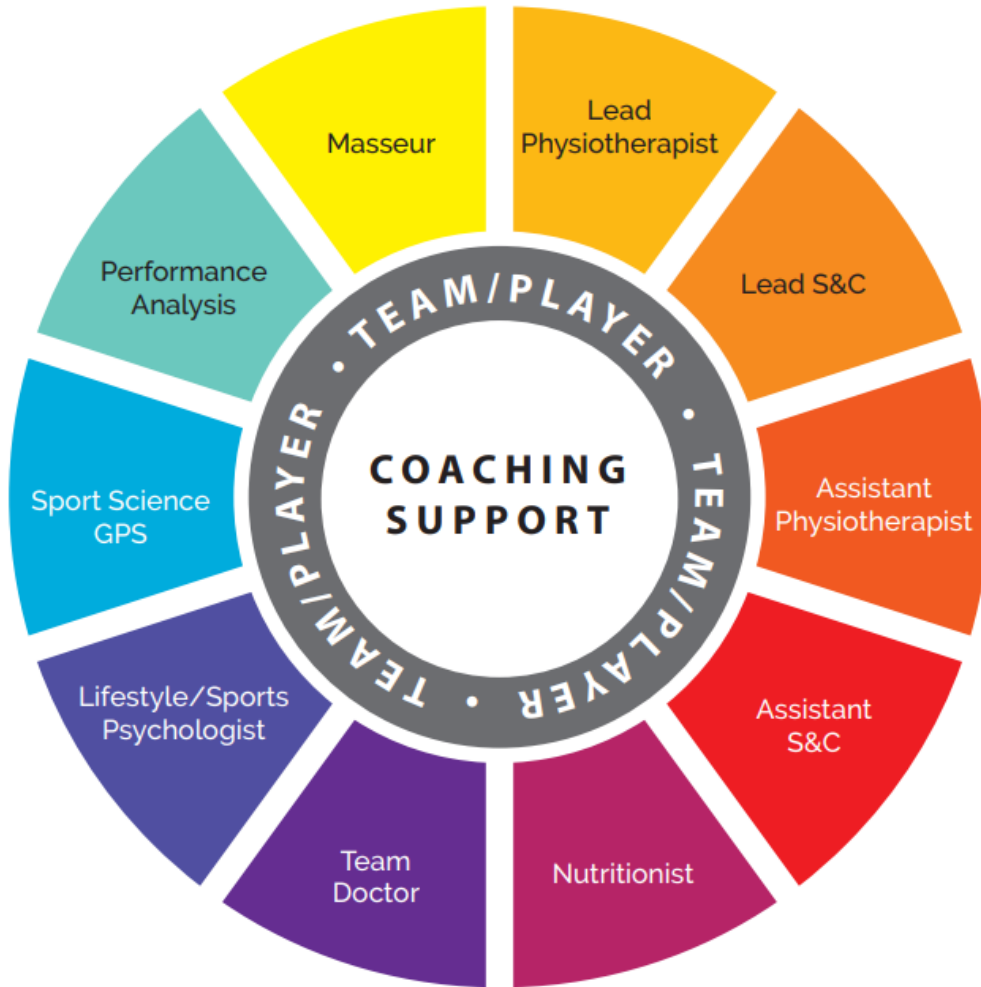 Masseur
Lead
Physiotherapist
Lead S&C
Assistant
Physiotherapist
Assistant
S&C
Nutritionist
Team
Doctor
Lifestyle/Sports
Psychologist
Sport Science
GPS
Performance
Analysis
TEAM/PLAYER • TEAM/PLAYER • TEAM/PLAYER •
COACHING
SUPPORT